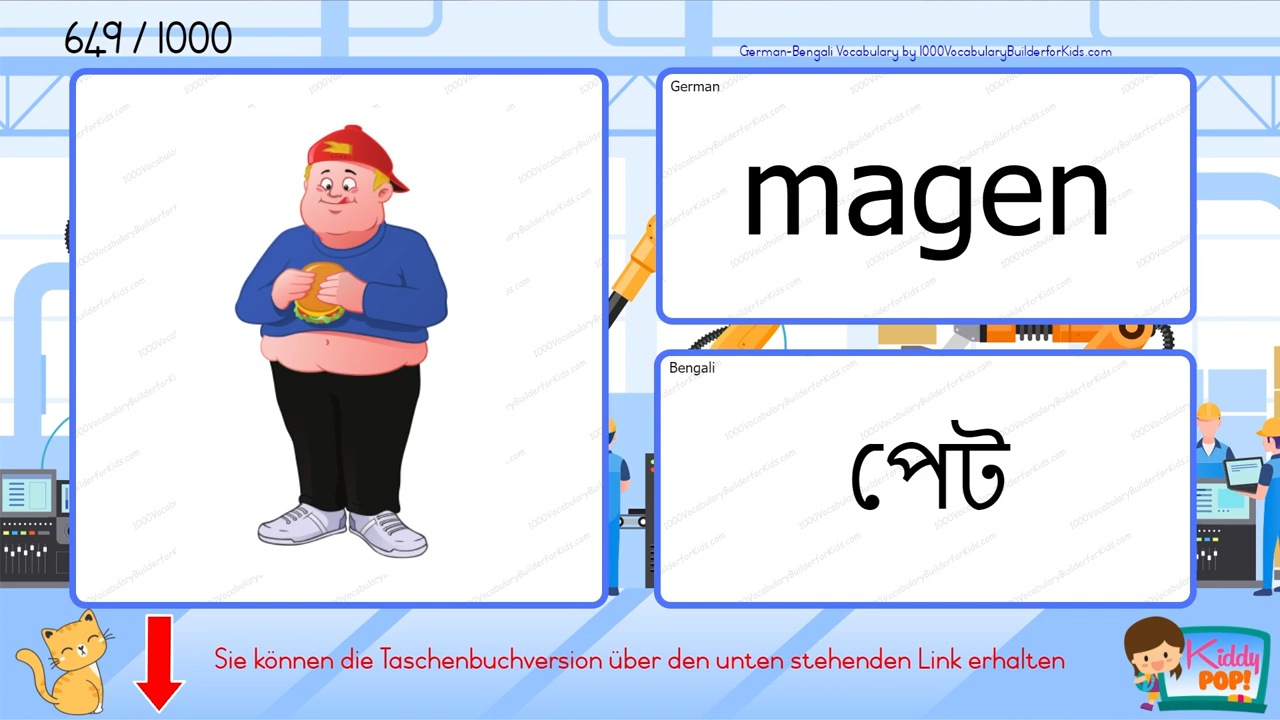 649 / 1000
German-Bengali Vocabulary by 1000VocabularyBuilderforKids.com
German
magen
Bengali
পেট
Sie können die Taschenbuchversion über den unten stehenden Link erhalten
Kiddy
POP!